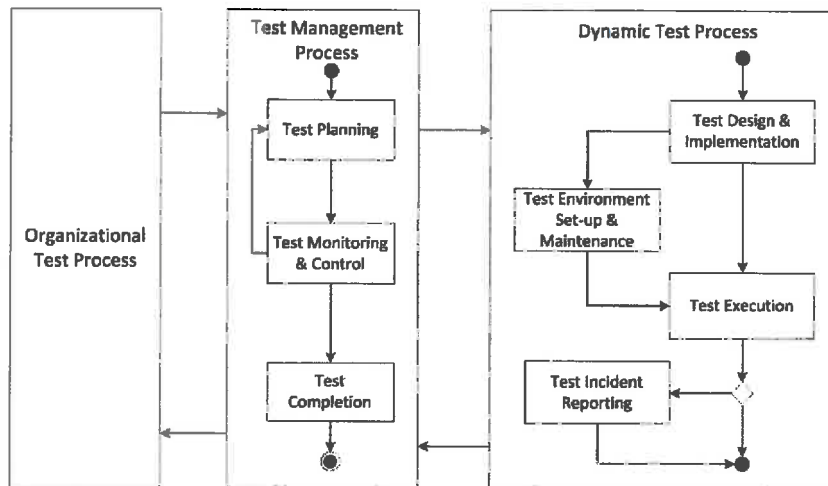 Organizational
Test Process
Test Management
Process
Test Planning
Test Monitoring
& Control
Test
Completion
Dynamic Test Process
Test Design &
Implementation
Test Environment
Set-up &
Maintenance
Test Execution
Test Incident
Reporting